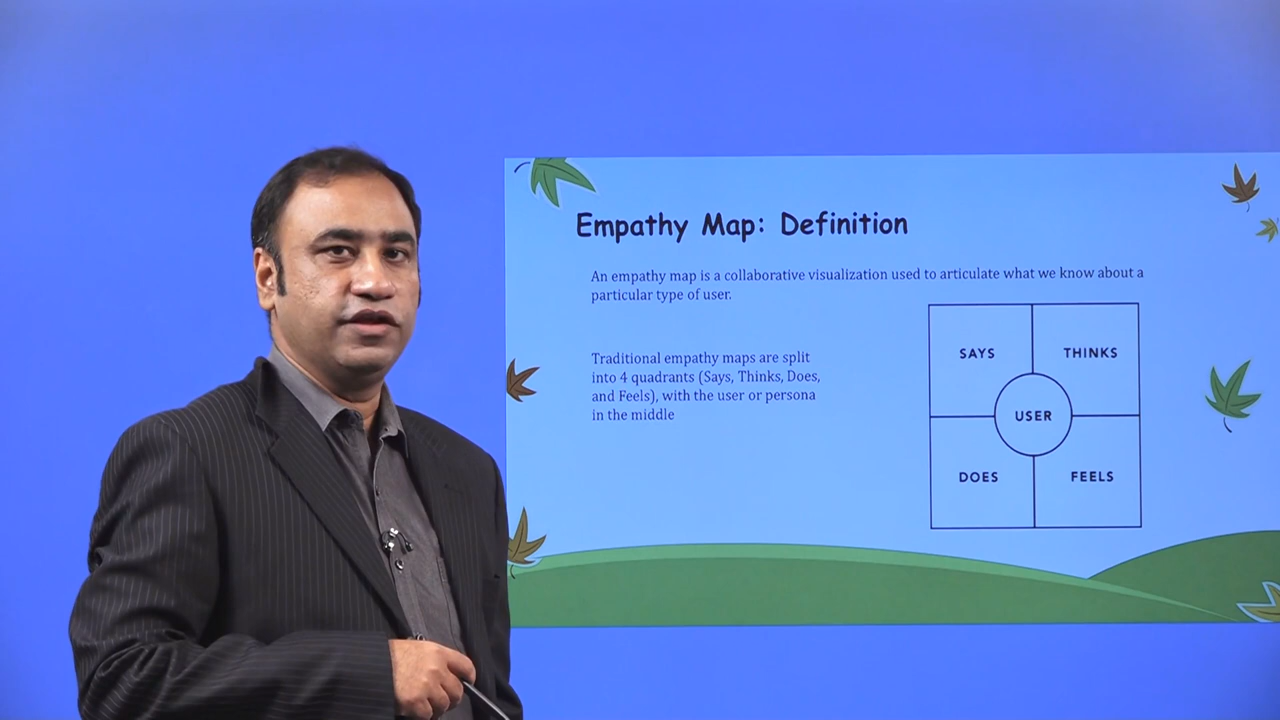 Empathy Map: Definition
An empathy map is a collaborative visualization used to articulate what we know about a
particular type of user.
Traditional empathy maps are split
into 4 quadrants (Says, Thinks, Does,
and Feels), with the user or persona
in the middle
SAYS
THINKS
USER
DOES
FEELS